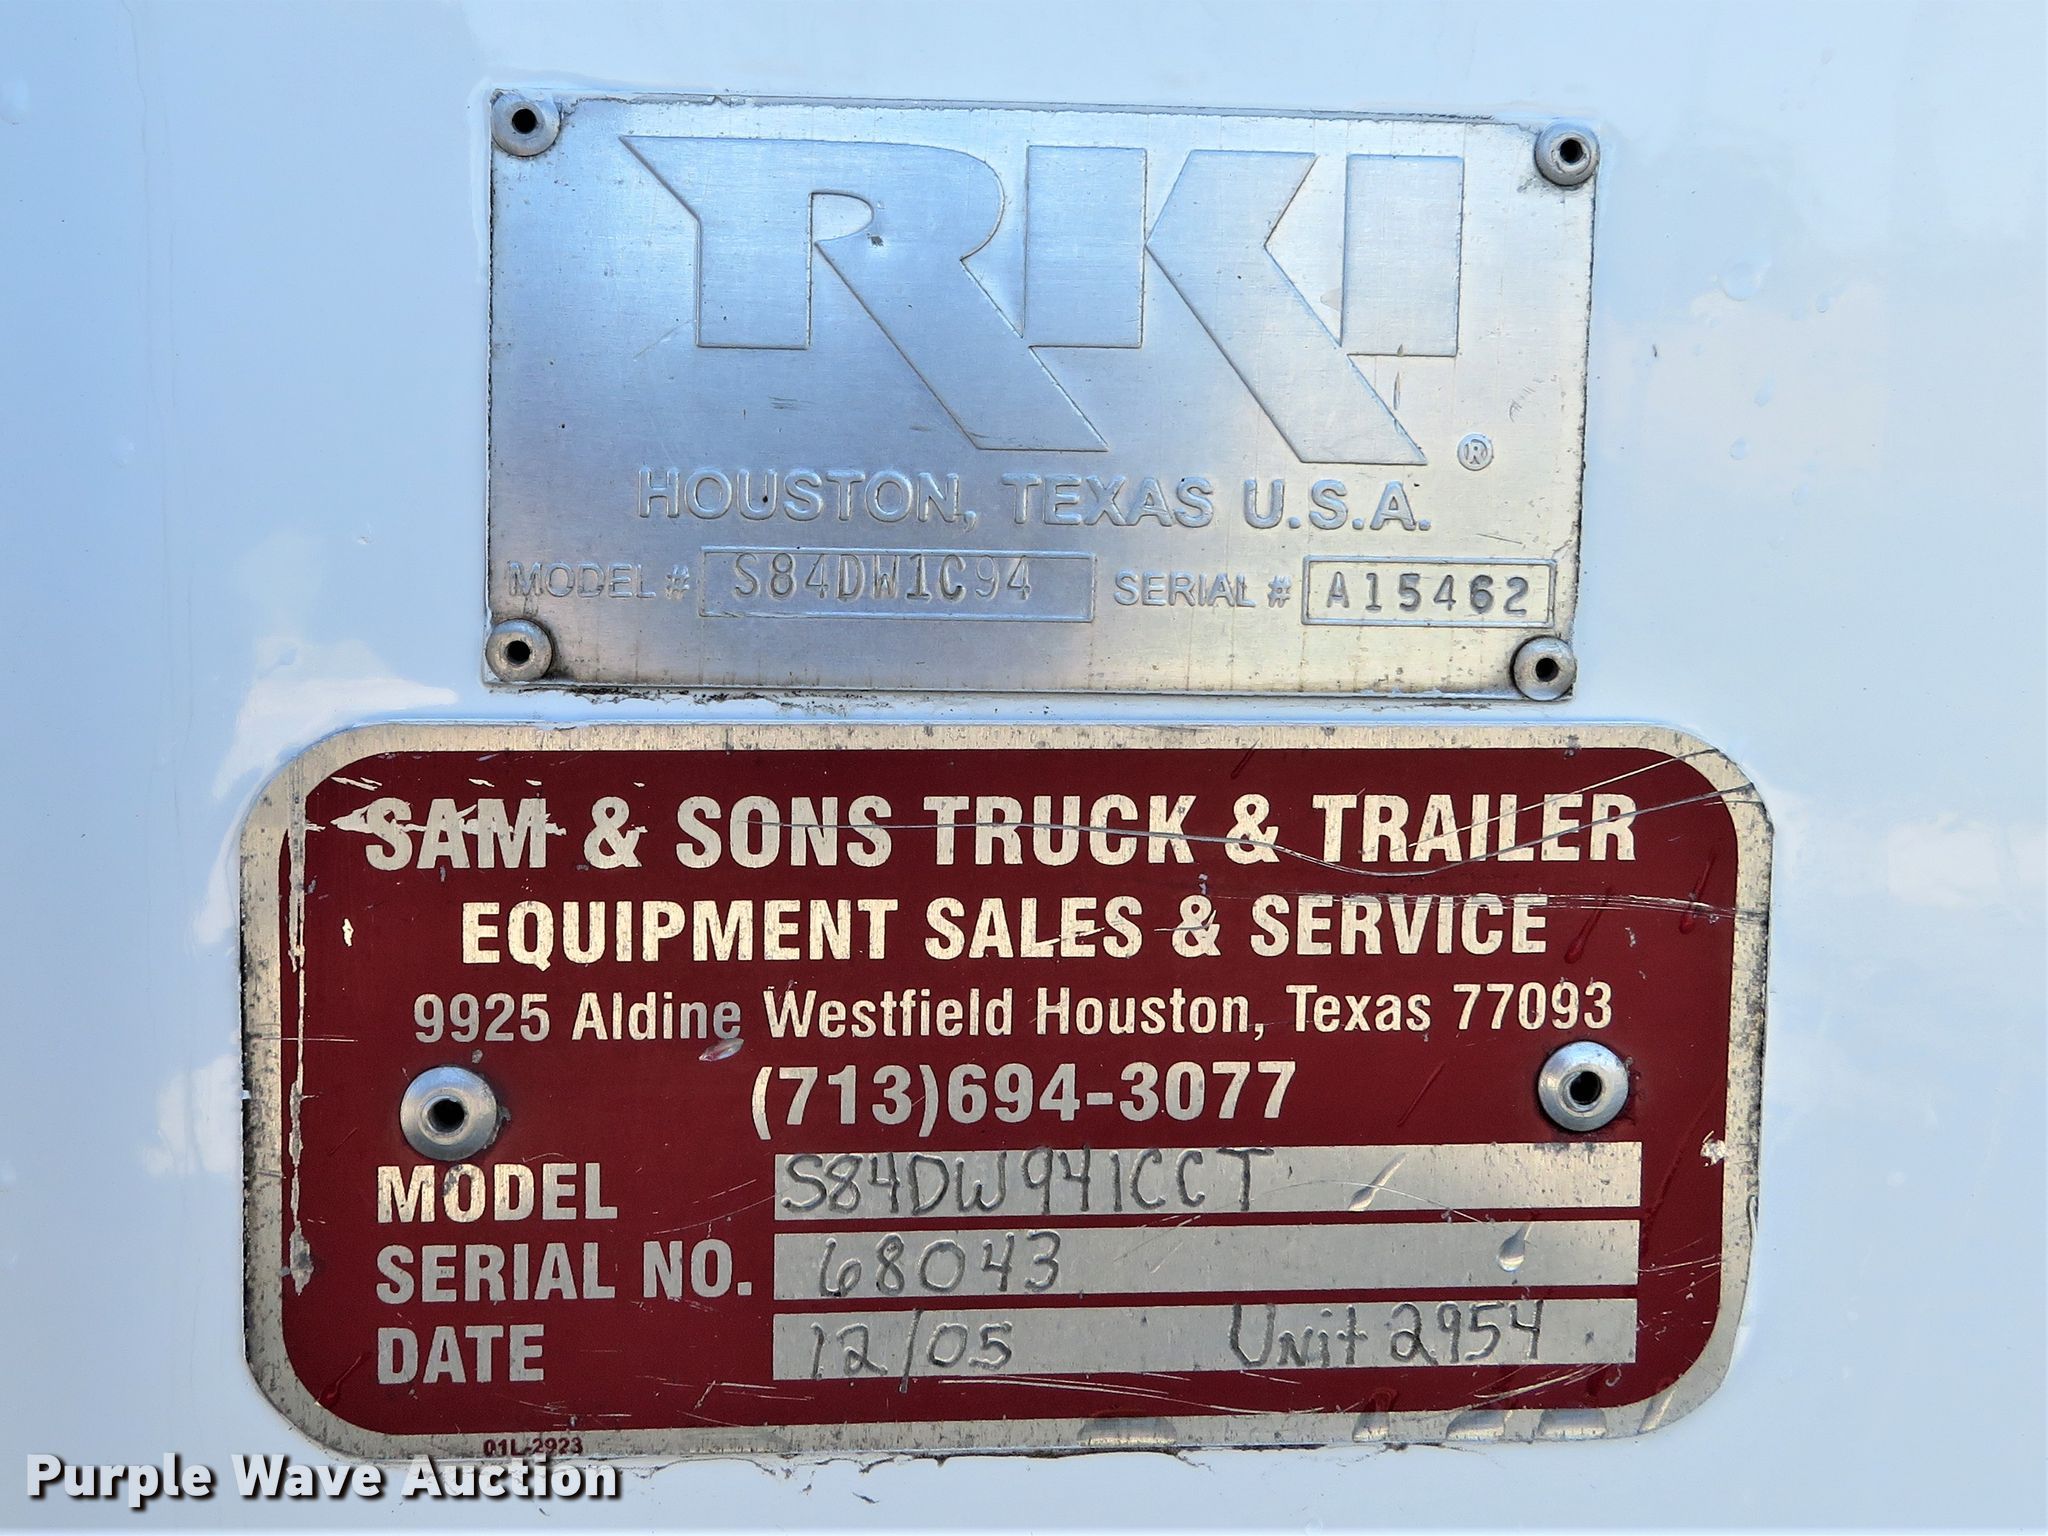 RKI®
HOUSTON, TEXAS U.S.A.
MODEL # S84DW1C94 SERIAL # A15462
SAM & SONS TRUCK & TRAILER
EQUIPMENT SALES & SERVICE
9925 Aldine Westfield Houston, Texas 77093
(713)694-3077
MODEL S84DW941CCT
SERIAL NO. 68043
DATE 12/05 Unit 2954
01L-2923
Purple Wave Auction